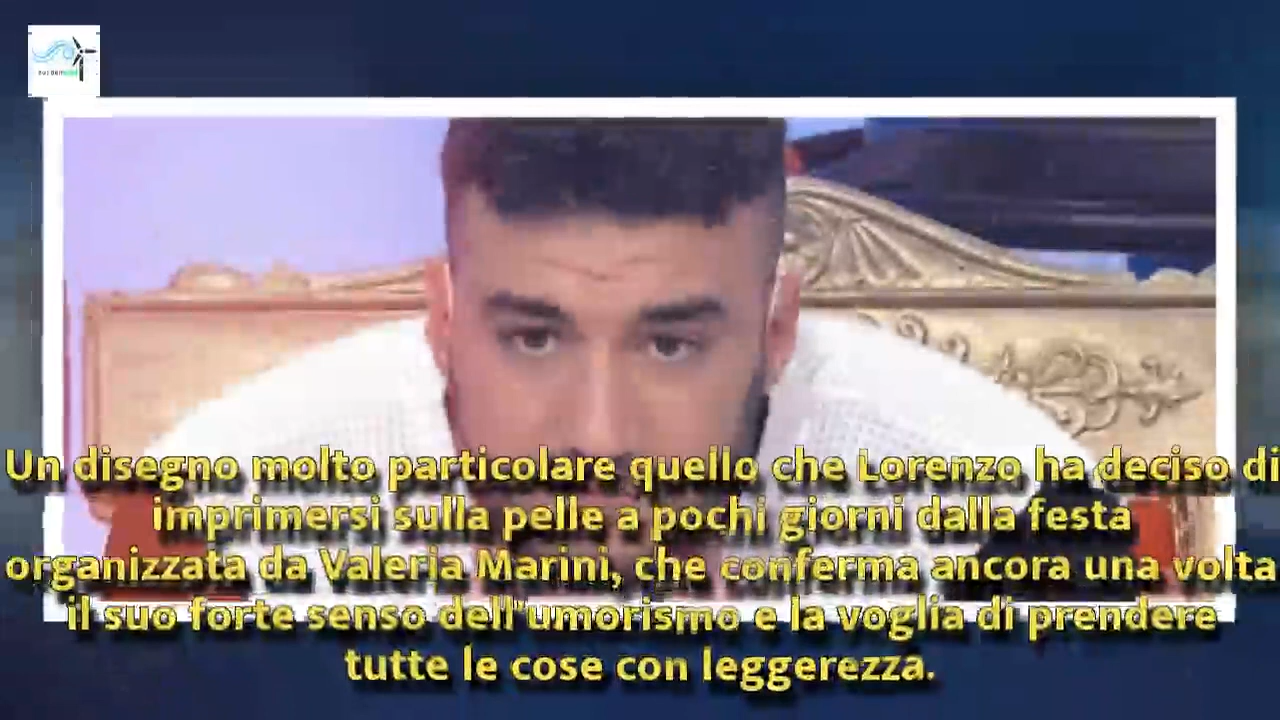 Un disegno molto particolare quello che Lorenzo ha deciso di
imprimersi sulla pelle a pochi giorni dalla festa
organizzata da Valeria Marini, che conferma ancora una volta
il suo forte senso dell"umorismo e la voglia di prendere
tutte le cose con leggerezza.